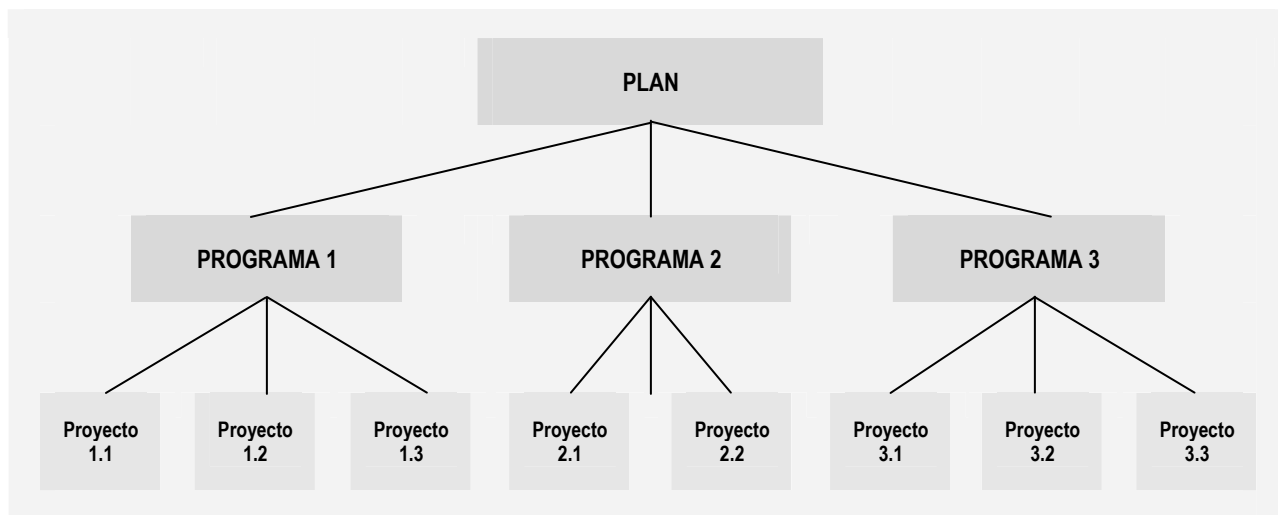 PLAN
PROGRAMA 1
PROGRAMA 2
PROGRAMA 3
Proyecto
1.1
Proyecto
1.2
Proyecto
1.3
Proyecto
2.1
Proyecto
2.2
Proyecto
3.1
Proyecto
3.2
Proyecto
3.3